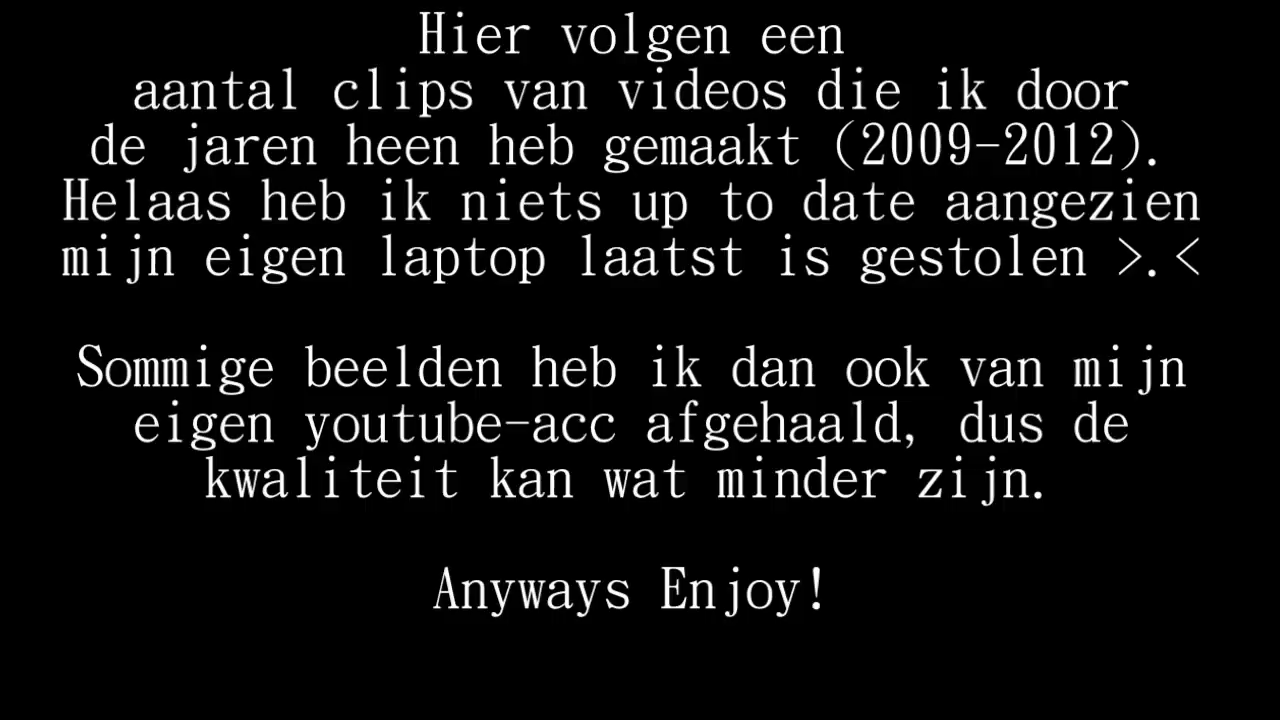 Hier volgen een
aantal clips van videos die ik door
de jaren heen heb gemaakt (2009-2012).
Helaas heb ik niets up to date aangezien
mijn eigen laptop laatst is gestolen >.<
Sommige beelden heb ik dan ook van mijn
eigen youtube-acc afgehaald, dus de
kwaliteit kan wat minder zijn.
Anyways Enjoy!